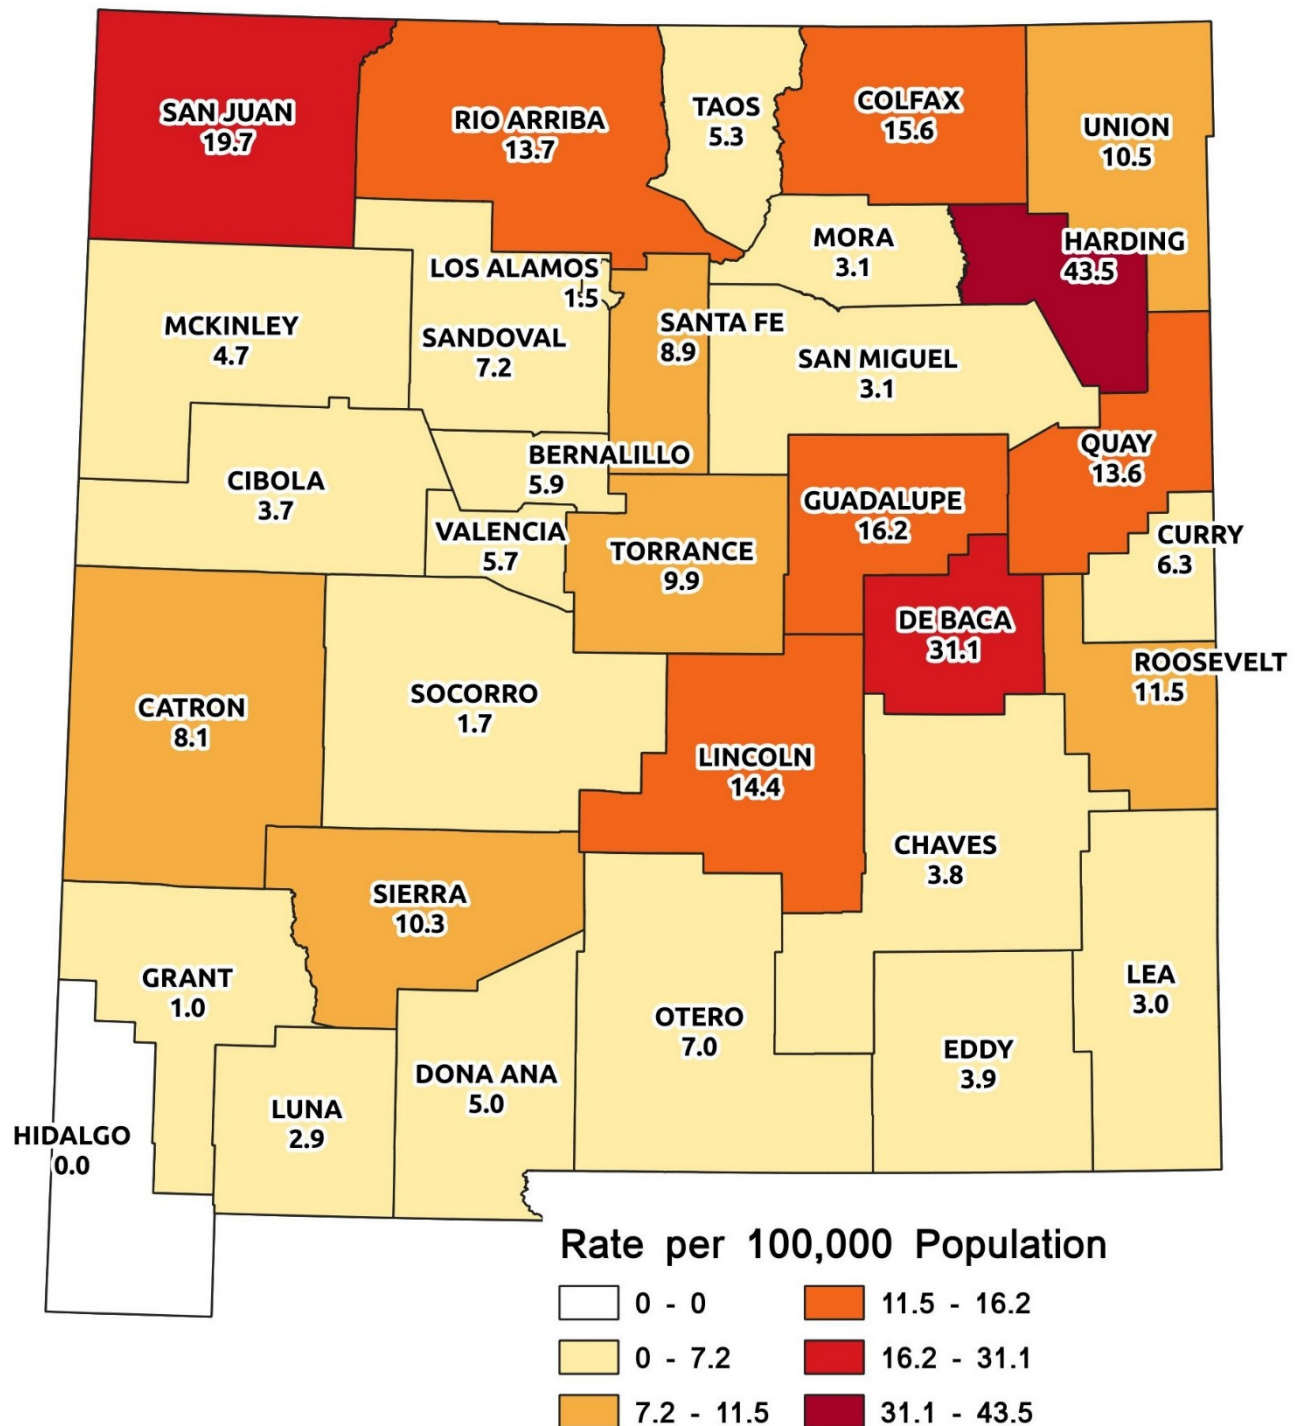 SAN JUAN
19.7
RIO ARRIBA
13.7
TAOS
5.3
COLFAX
15.6
UNION
10.5
MORA
3.1
HARDING
43.5
LOS ALAMOS
1.5
MCKINLEY
4.7
SANDOVAL
7.2
SANTA FE
8.9
SAN MIGUEL
3.1
QUAY
13.6
BERNALILLO
5.9
CIBOLA
3.7
GUADALUPE
16.2
VALENCIA
5.7
TORRANCE
9.9
CURRY
6.3
DE BACA
31.1
ROOSEVELT
11.5
CATRON
8.1
SOCORRO
1.7
LINCOLN
14.4
CHAVES
3.8
SIERRA
10.3
GRANT
1.0
LEA
3.0
OTERO
7.0
EDDY
3.9
DONA ANA
5.0
LUNA
2.9
HIDALGO
0.0
Rate per 100,000 Population
0 - 0
0 - 7.2
7.2 - 11.5
11.5 - 16.2
16.2 - 31.1
31.1 - 43.5